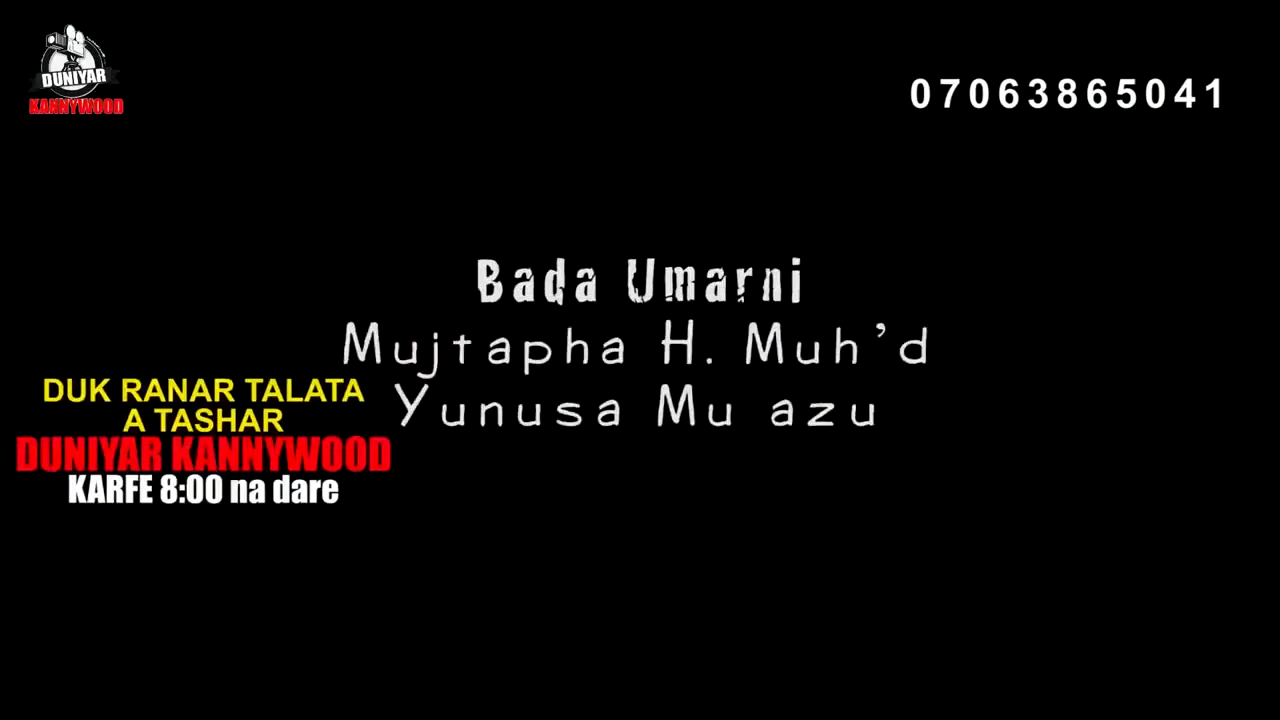 DUNIYAR
KANNYWOOD
07063865041
Bada Umarni
Mujtapha H. Muh'd
Yunusa Mu azu
DUK RANAR TALATA
A TASHAR
DUNIYAR KANNYWOOD
KARFE 8:00 na dare